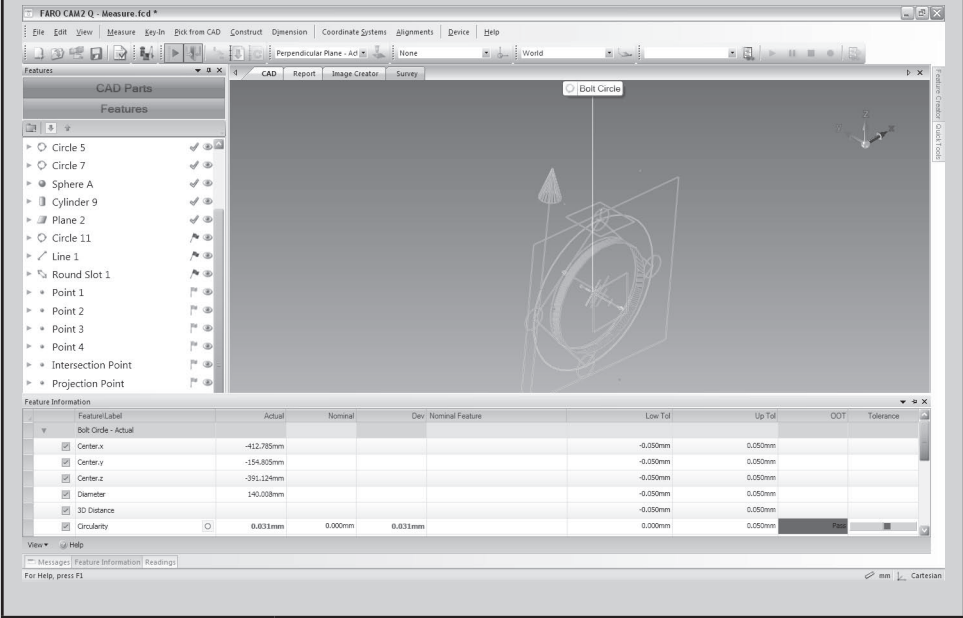 FARO CAM2 Q - Measure.fcd *
File Edit View Measure Key-In Pick from CAD Construct Dimension Coordinate Systems Alignments Device Help
Perpendicular Plane - Ad None World
Features
CAD Report Image Creator Survey
CAD Parts
Features
Bolt Circle
Feature Creator
QuickTools
Z
X
Circle 5
Circle 7
Sphere A
Cylinder 9
Plane 2
Circle 11
Line 1
Round Slot 1
Point 1
Point 2
Point 3
Point 4
Intersection Point
Projection Point
Feature Information
Feature\Label Actual Nominal Dev Nominal Feature Low Tol Up Tol OOT Tolerance
Bolt Circle - Actual
Center.x -412.785mm -0.050mm 0.050mm
Center.y -154.805mm -0.050mm 0.050mm
Center.z -391.124mm -0.050mm 0.050mm
Diameter 140.008mm -0.050mm 0.050mm
3D Distance -0.050mm 0.050mm
Circularity 0.031mm 0.000mm 0.031mm 0.000mm 0.050mm Pass
View Help
Messages Feature Information Readings
For Help, press F1 mm Cartesian